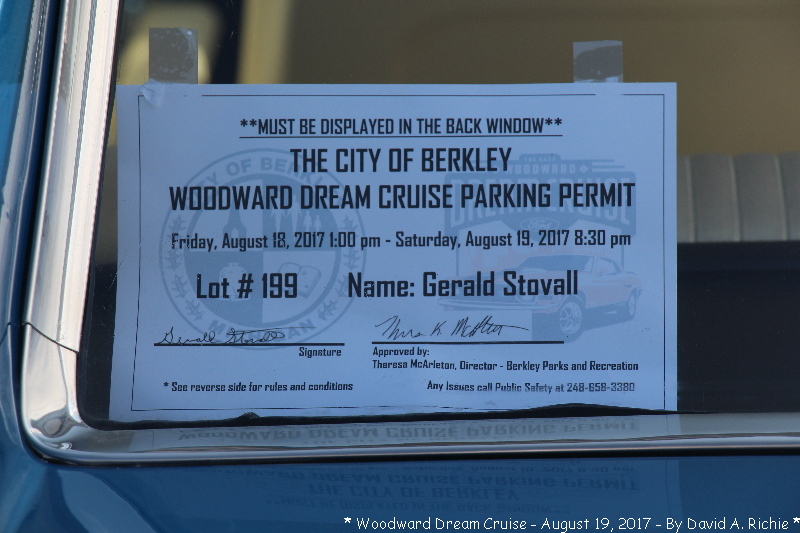 **MUST BE DISPLAYED IN THE BACK WINDOW**
THE CITY OF BERKLEY
WOODWARD DREAM CRUISE PARKING PERMIT
Friday, August 18, 2017 1:00 pm - Saturday, August 19, 2017 8:30 pm
Lot # 199 Name: Gerald Stovall
Gerald Stovall
Signature
Approved by:
Theresa McArleton, Director - Berkley Parks and Recreation
* See reverse side for rules and conditions
Any Issues call Public Safety at 248-658-3380
* Woodward Dream Cruise - August 19, 2017 - By David A. Richie *